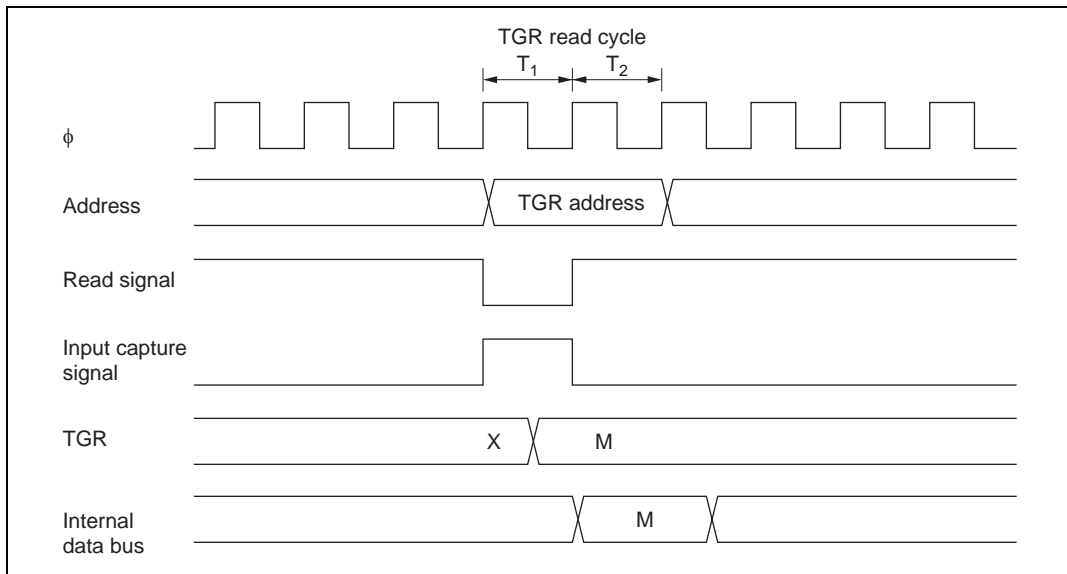 TGR read cycle
T₁ T₂
ϕ
Address
TGR address
Read signal
Input capture
signal
TGR
X M
Internal
data bus
M